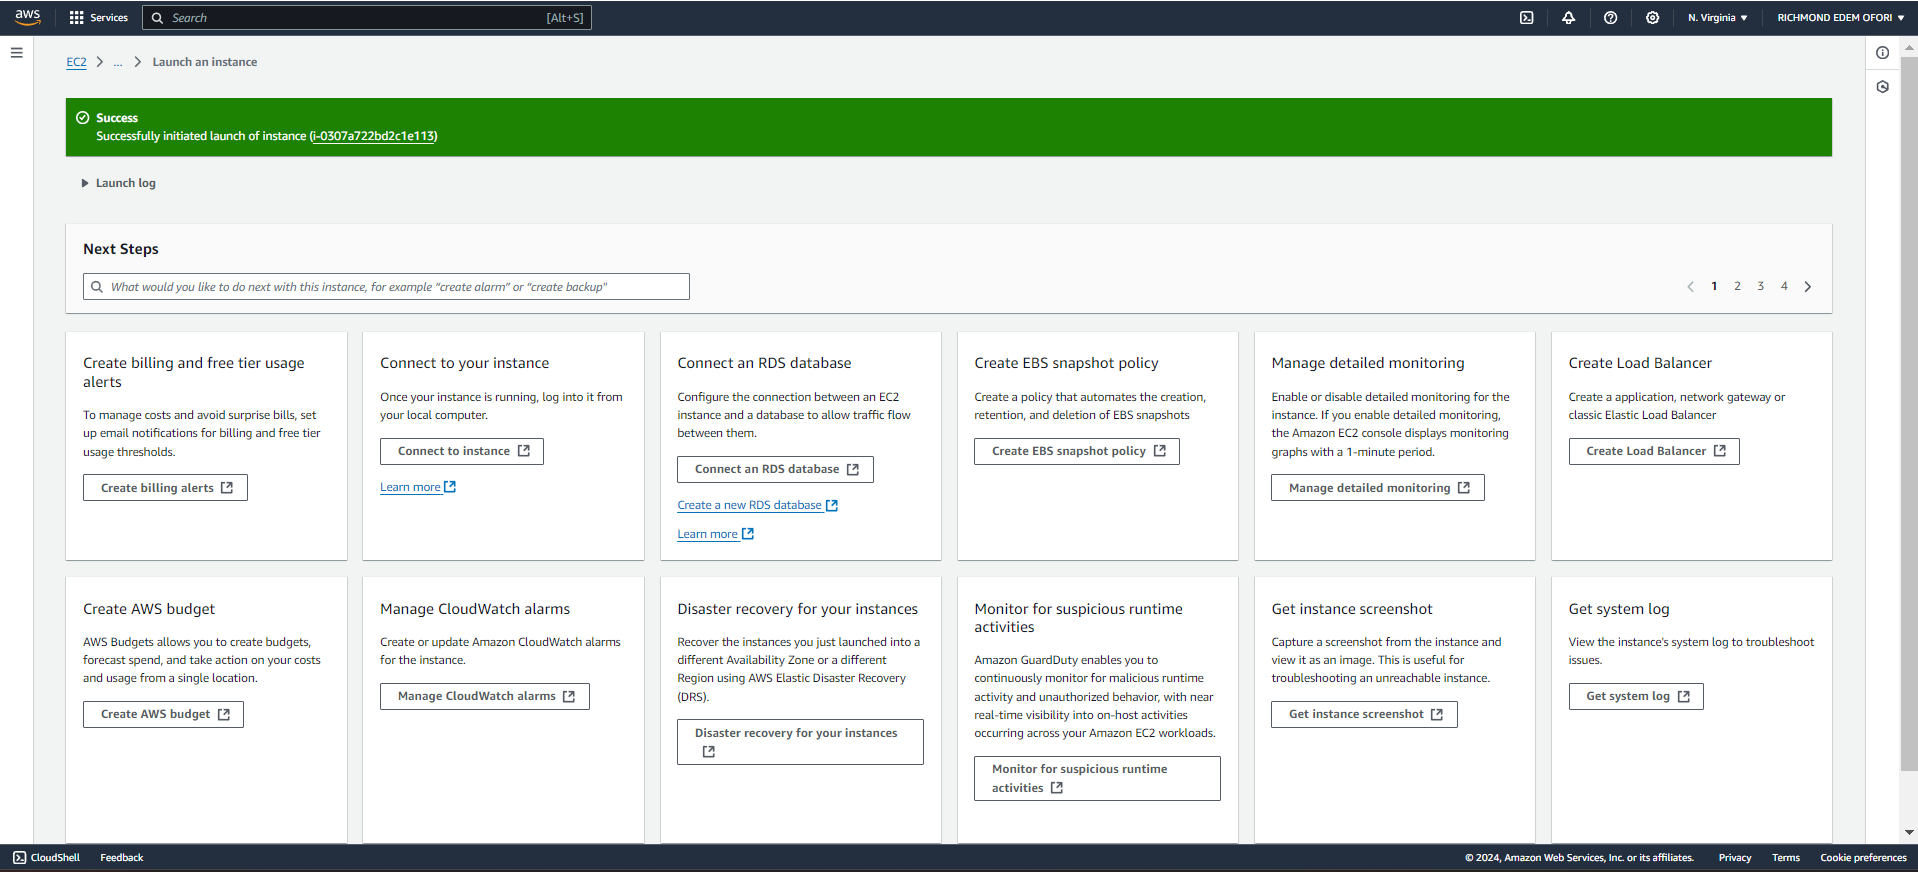 aws
Services
Search
[Alt+S]
N. Virginia
RICHMOND EDEM OFORI
EC2
...
Launch an instance
Success
Successfully initiated launch of instance (i-0307a722bd2c1e113)
Launch log
Next Steps
What would you like to do next with this instance, for example “create alarm” or “create backup”
1 2 3 4
Create billing and free tier usage
alerts
To manage costs and avoid surprise bills, set
up email notifications for billing and free tier
usage thresholds.
Create billing alerts
Connect to your instance
Once your instance is running, log into it from
your local computer.
Connect to instance
Learn more
Connect an RDS database
Configure the connection between an EC2
instance and a database to allow traffic flow
between them.
Connect an RDS database
Create a new RDS database
Learn more
Create EBS snapshot policy
Create a policy that automates the creation,
retention, and deletion of EBS snapshots
Create EBS snapshot policy
Manage detailed monitoring
Enable or disable detailed monitoring for the
instance. If you enable detailed monitoring,
the Amazon EC2 console displays monitoring
graphs with a 1-minute period.
Manage detailed monitoring
Create Load Balancer
Create a application, network gateway or
classic Elastic Load Balancer
Create Load Balancer
Create AWS budget
AWS Budgets allows you to create budgets,
forecast spend, and take action on your costs
and usage from a single location.
Create AWS budget
Manage CloudWatch alarms
Create or update Amazon CloudWatch alarms
for the instance.
Manage CloudWatch alarms
Disaster recovery for your instances
Recover the instances you just launched into a
different Availability Zone or a different
Region using AWS Elastic Disaster Recovery
(DRS).
Disaster recovery for your instances
Monitor for suspicious runtime
activities
Amazon GuardDuty enables you to
continuously monitor for malicious runtime
activity and unauthorized behavior, with near
real-time visibility into on-host activities
occurring across your Amazon EC2 workloads.
Monitor for suspicious runtime
activities
Get instance screenshot
Capture a screenshot from the instance and
view it as an image. This is useful for
troubleshooting an unreachable instance.
Get instance screenshot
Get system log
View the instance's system log to troubleshoot
issues.
Get system log
CloudShell
Feedback
© 2024, Amazon Web Services, Inc. or its affiliates.
Privacy
Terms
Cookie preferences